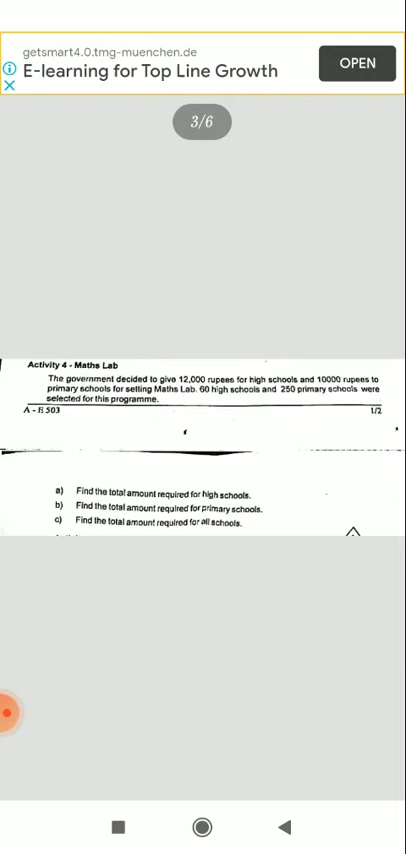 getsmart4.0.tmg-muenchen.de
E-learning for Top Line Growth
OPEN
3/6
Activity 4 - Maths Lab
The government decided to give 12,000 rupees for high schools and 10000 rupees to
primary schools for setting Maths Lab. 60 high schools and 250 primary schools were
selected for this programme.
A - E 503 1/2
a) Find the total amount required for high schools.
b) Find the total amount required for primary schools.
c) Find the total amount required for all schools.